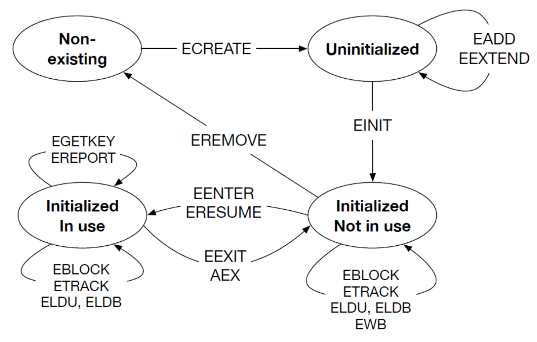 Non-
existing
ECREATE
Uninitialized
EADD
EEXTEND
EINIT
EREMOVE
EGETKEY
EREPORT
Initialized
In use
EENTER
ERESUME
Initialized
Not in use
EEXIT
AEX
EBLOCK
ETRACK
ELDU, ELDB
EBLOCK
ETRACK
ELDU, ELDB
EWB